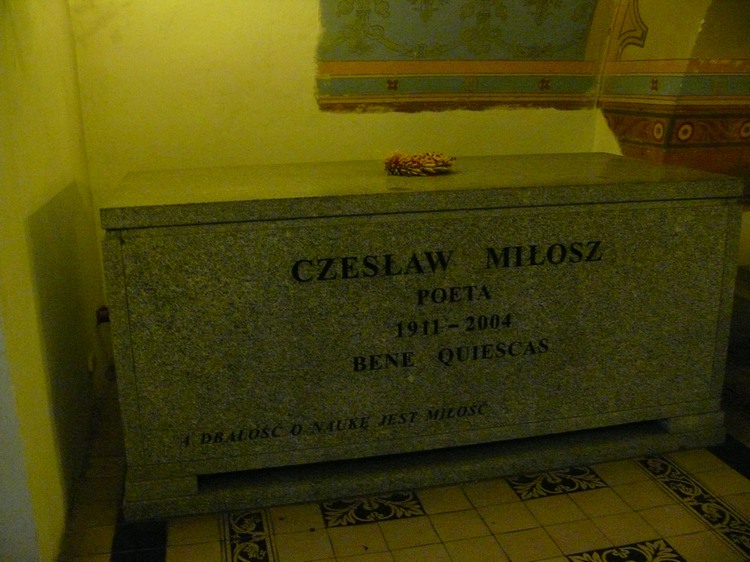 CZESŁAW MIŁOSZ
POETA
1911 – 2004
BENE QUIESCAS
A DBAŁOŚĆ O NAUKĘ JEST MIŁOŚĆ